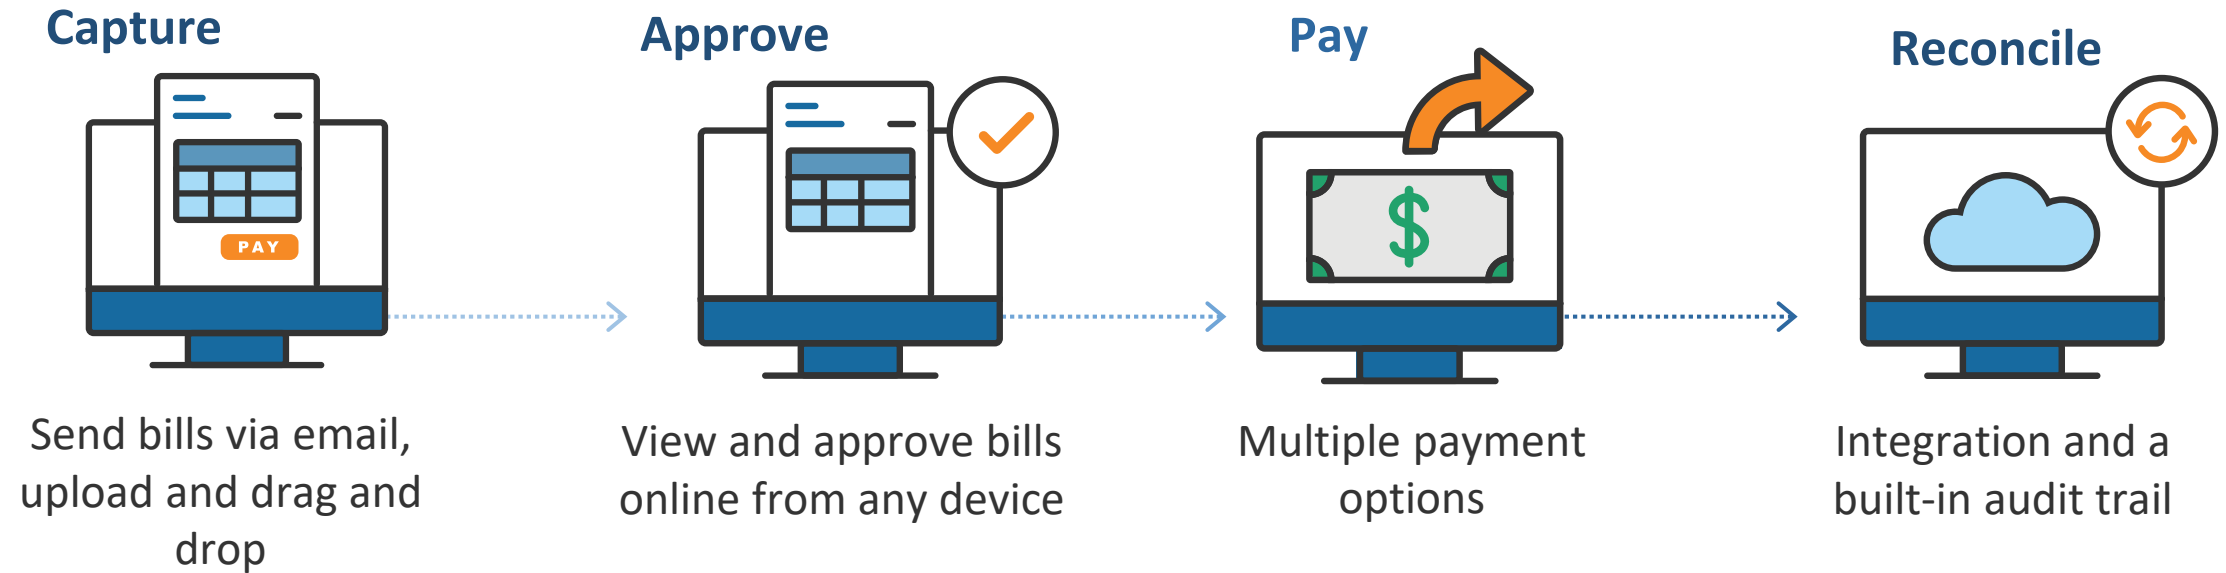 Capture
Approve
Pay
Reconcile
PAY
$
Send bills via email,
upload and drag and
drop
View and approve bills
online from any device
Multiple payment
options
Integration and a
built-in audit trail